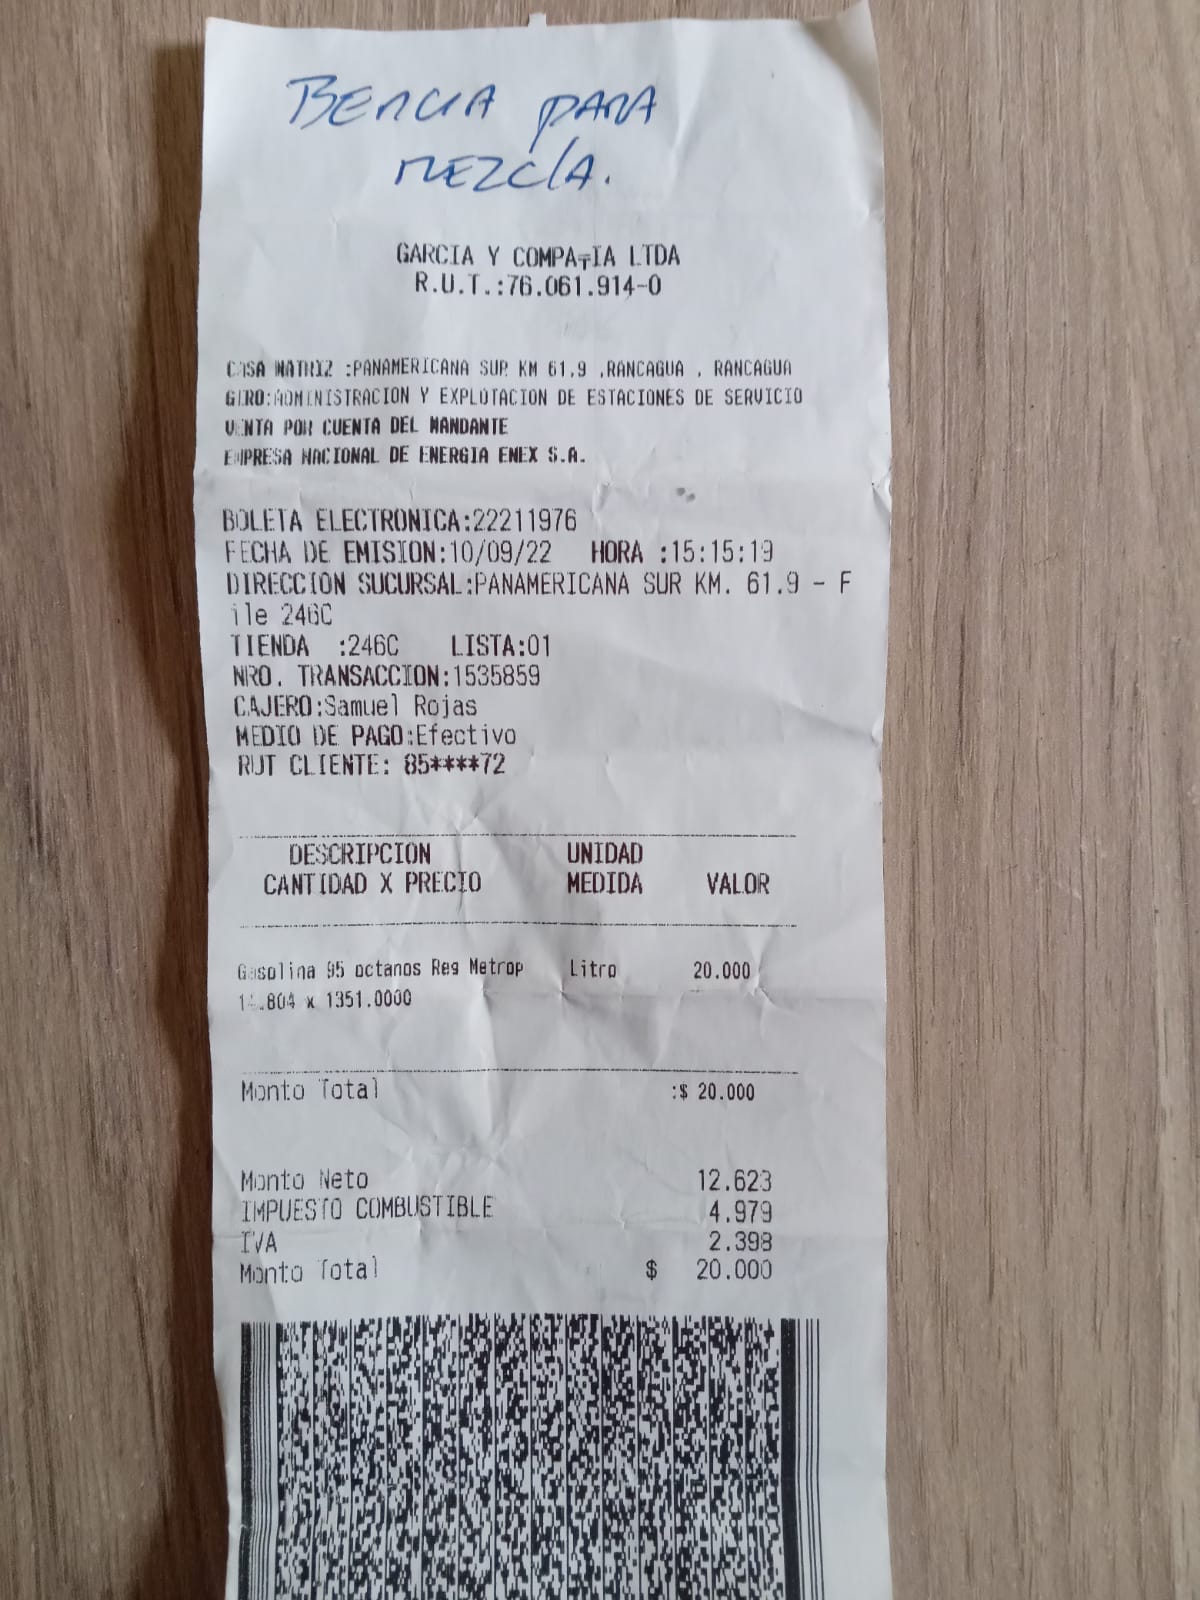 BENCINA PARA
MEZCLA.
GARCIA Y COMPA╤IA LTDA
R.U.T.:76.061.914-0
CASA MATRIZ :PANAMERICANA SUR KM 61.9 ,RANCAGUA , RANCAGUA
GIRO:ADMINISTRACION Y EXPLOTACION DE ESTACIONES DE SERVICIO
VENTA POR CUENTA DEL MANDANTE
EMPRESA NACIONAL DE ENERGIA ENEX S.A.
BOLETA ELECTRONICA:22211976
FECHA DE EMISION:10/09/22 HORA :15:15:19
DIRECCION SUCURSAL:PANAMERICANA SUR KM. 61.9 - F
ile 246C
TIENDA :246C LISTA:01
NRO. TRANSACCION:1535859
CAJERO:Samuel Rojas
MEDIO DE PAGO:Efectivo
RUT CLIENTE: 85****72
DESCRIPCION UNIDAD
CANTIDAD X PRECIO MEDIDA VALOR
Gasolina 95 octanos Reg Metrop Litro 20.000
14.804 x 1351.0000
Monto Total :$ 20.000
Monto Neto 12.623
IMPUESTO COMBUSTIBLE 4.979
IVA 2.398
Monto Total $ 20.000